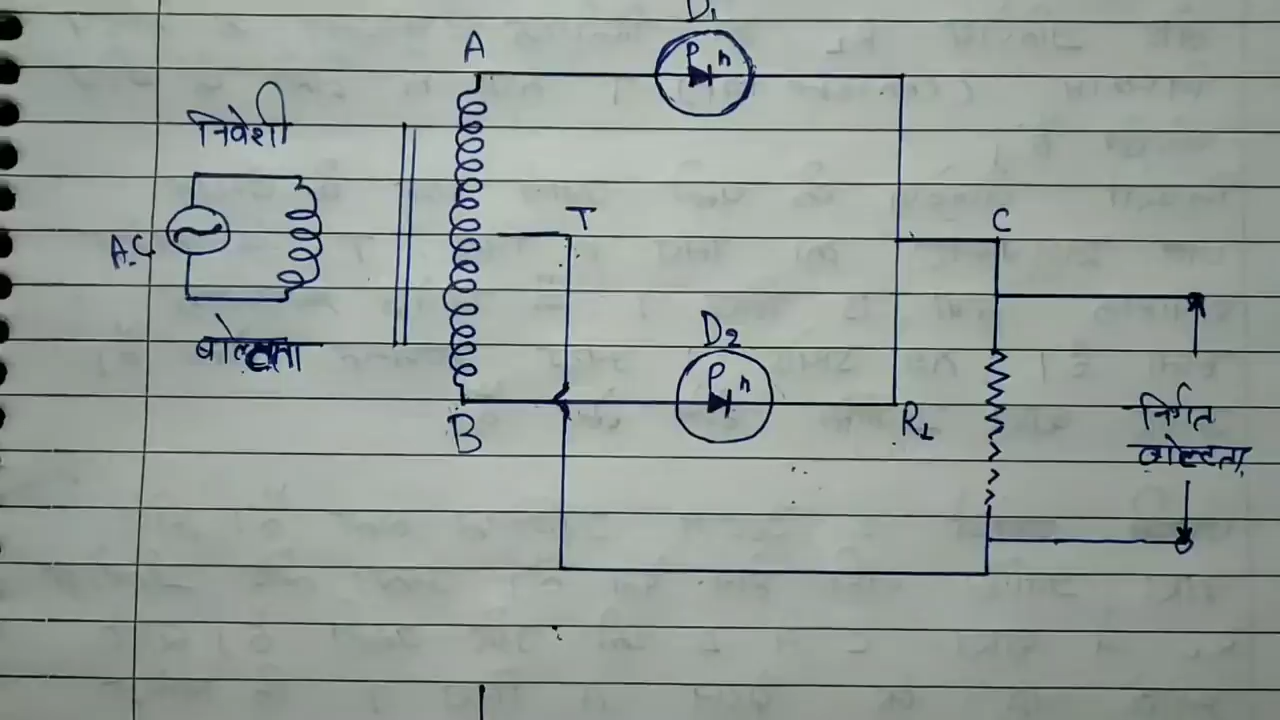 D1
A
P n
निवेशी
T
C
A.C
D2
बोल्टता
P n
निर्गत
B
RL
वोल्टता